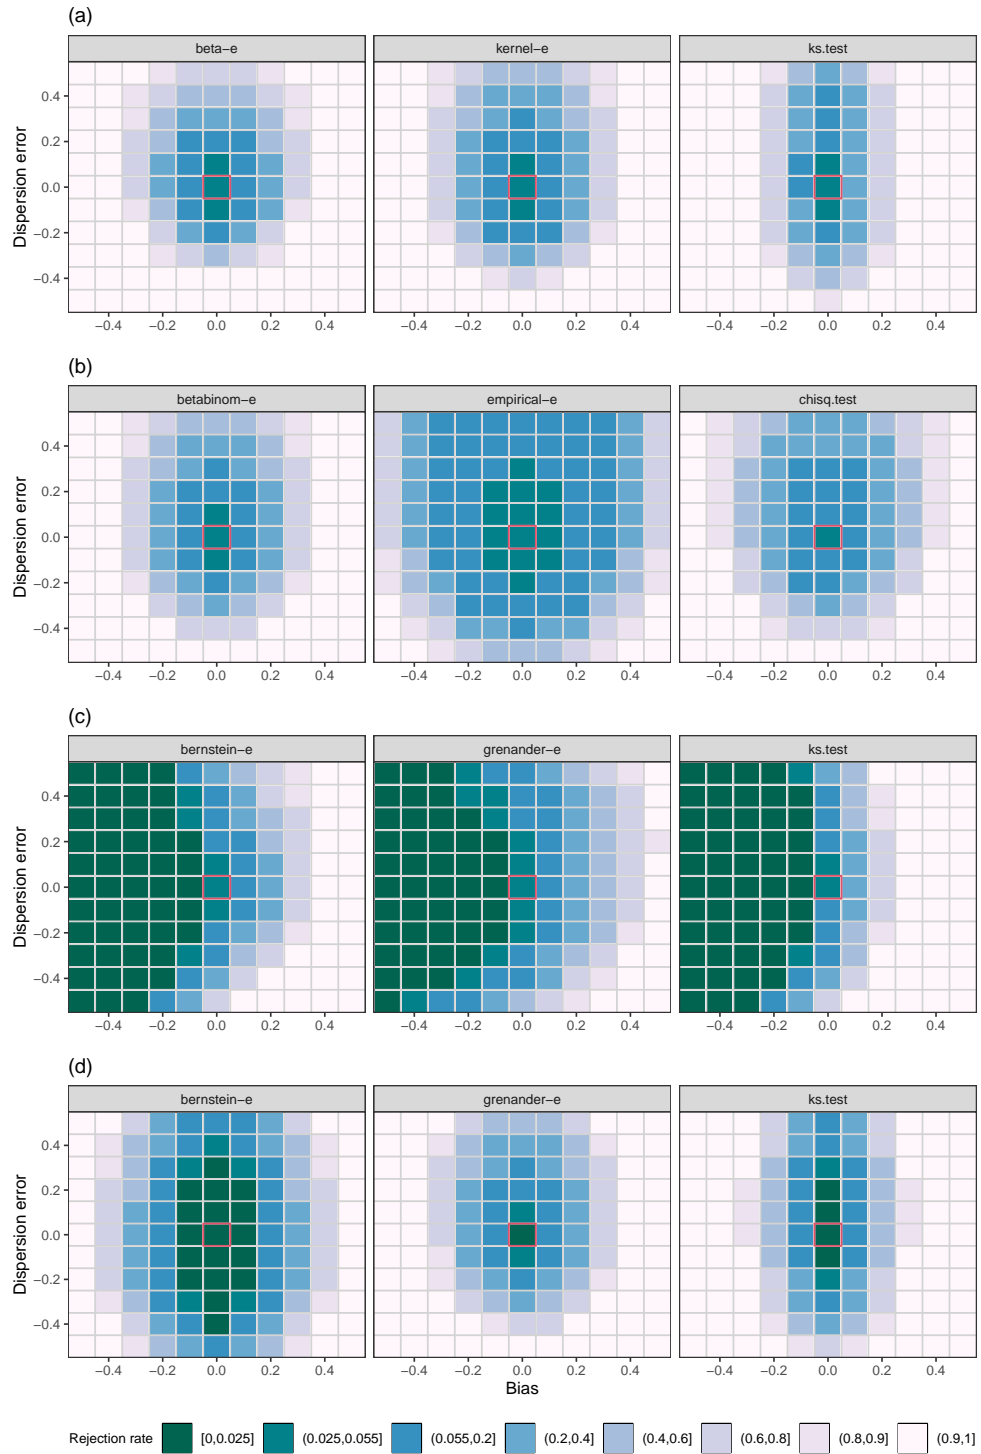 (a)
beta−e kernel−e ks.test
Dispersion error
0.4
0.2
0.0
−0.2
−0.4
−0.4 −0.2 0.0 0.2 0.4 −0.4 −0.2 0.0 0.2 0.4 −0.4 −0.2 0.0 0.2 0.4
(b)
betabinom−e empirical−e chisq.test
Dispersion error
0.4
0.2
0.0
−0.2
−0.4
−0.4 −0.2 0.0 0.2 0.4 −0.4 −0.2 0.0 0.2 0.4 −0.4 −0.2 0.0 0.2 0.4
(c)
bernstein−e grenander−e ks.test
Dispersion error
0.4
0.2
0.0
−0.2
−0.4
−0.4 −0.2 0.0 0.2 0.4 −0.4 −0.2 0.0 0.2 0.4 −0.4 −0.2 0.0 0.2 0.4
(d)
bernstein−e grenander−e ks.test
Dispersion error
0.4
0.2
0.0
−0.2
−0.4
−0.4 −0.2 0.0 0.2 0.4 −0.4 −0.2 0.0 0.2 0.4 −0.4 −0.2 0.0 0.2 0.4
Bias
Rejection rate [0,0.025] (0.025,0.055] (0.055,0.2] (0.2,0.4] (0.4,0.6] (0.6,0.8] (0.8,0.9] (0.9,1]